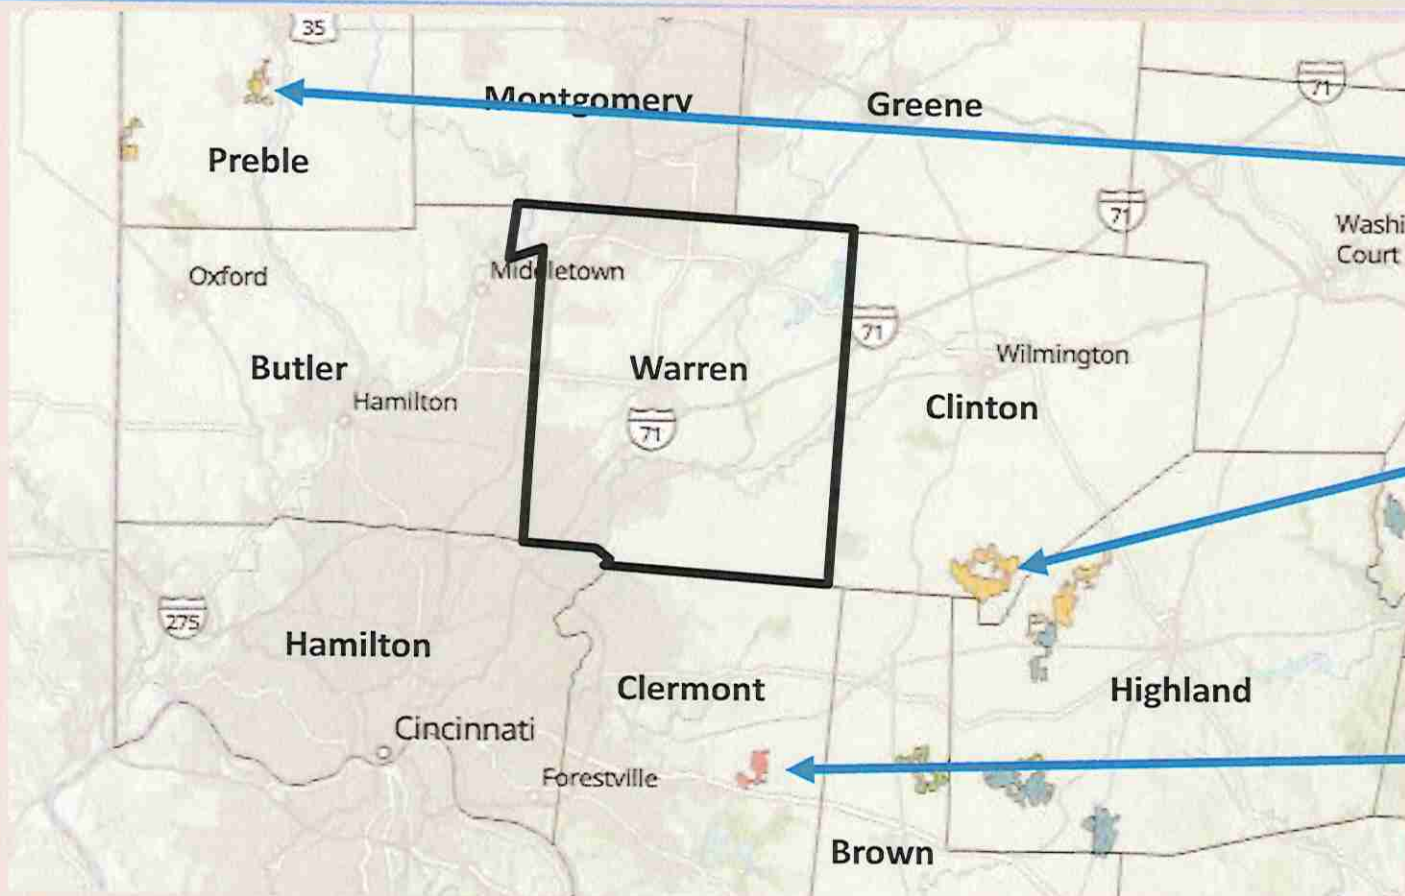 35
71
Montgomery
Greene
Preble
71
Washi
Court
Oxford
Middletown
71
Wilmington
Butler
Warren
Hamilton
Clinton
71
275
Hamilton
Clermont
Highland
Cincinnati
Forestville
Brown